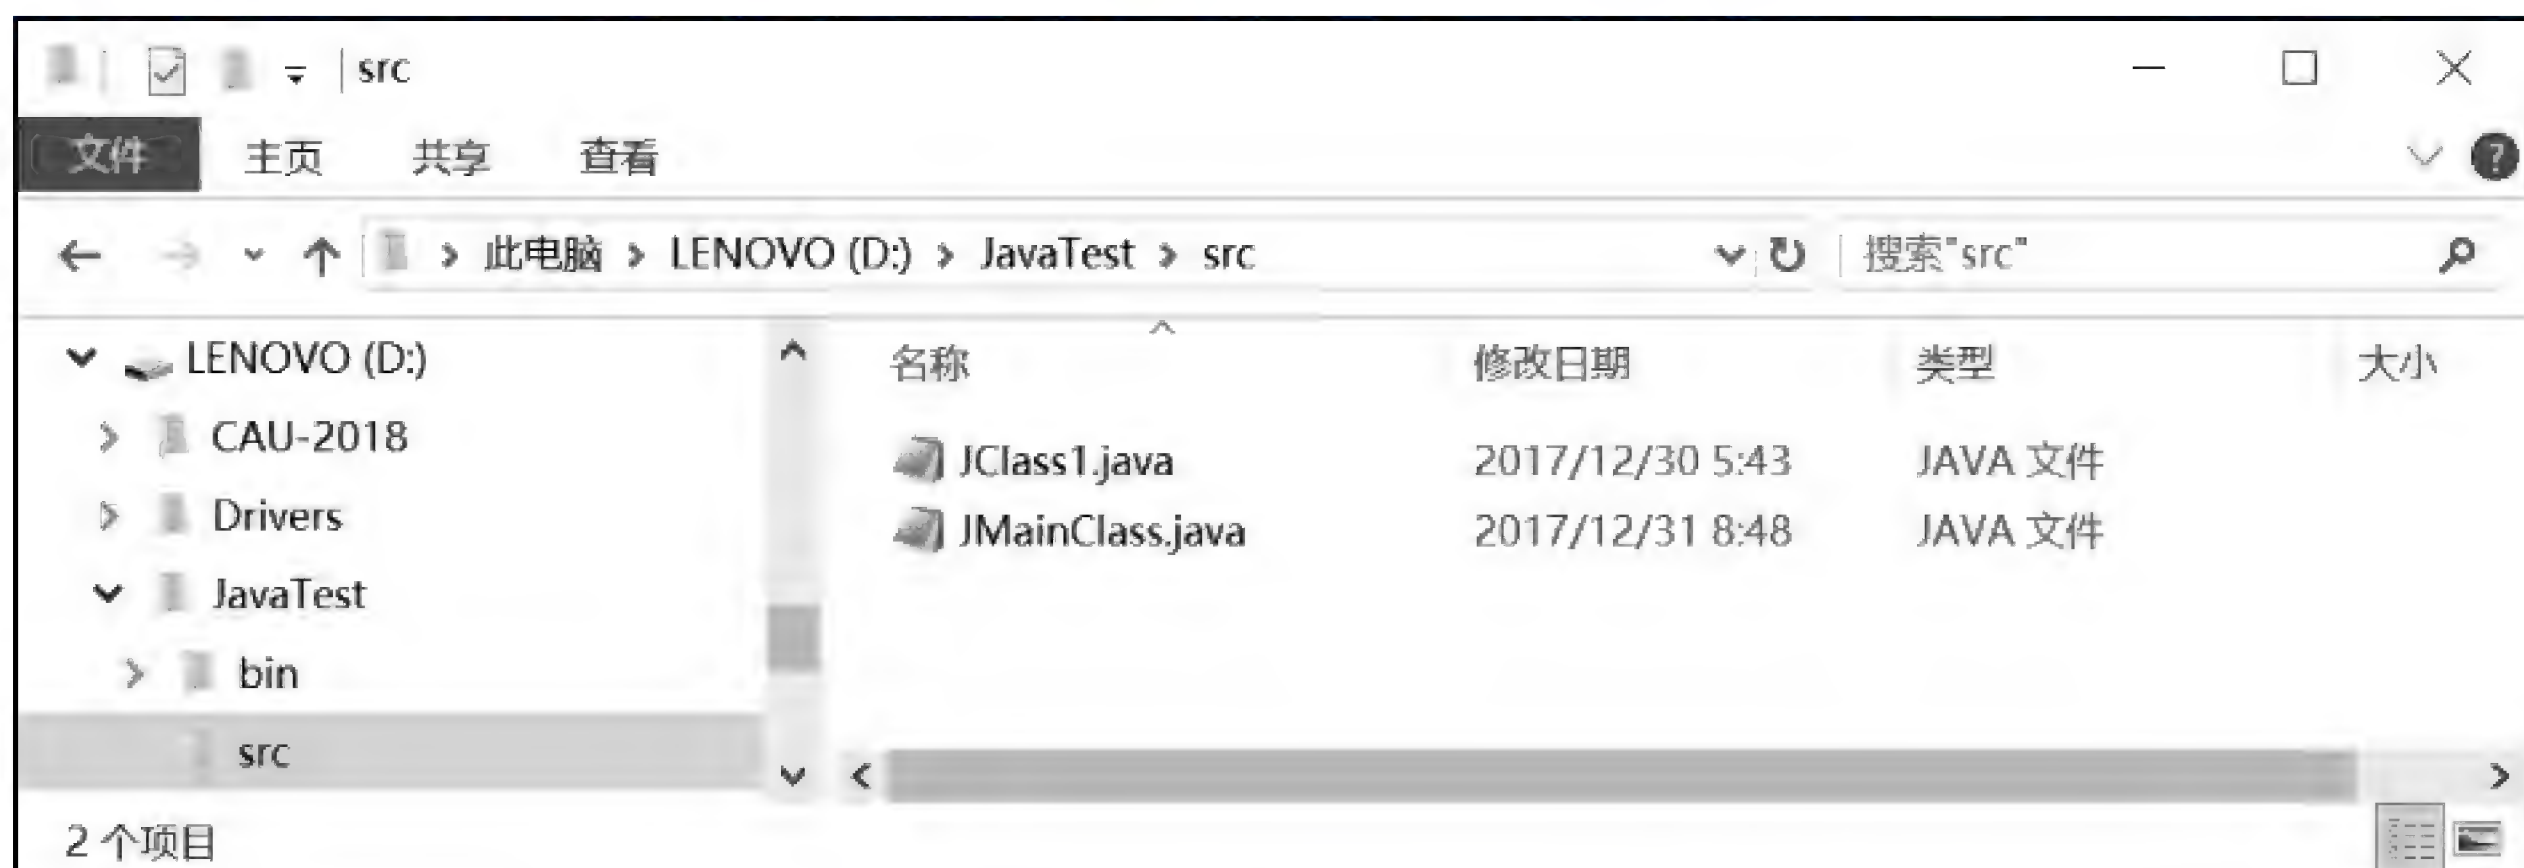 src
文件 主页 共享 查看
此电脑 LENOVO (D:) JavaTest src 搜索"src"
LENOVO (D:)
CAU-2018
Drivers
JavaTest
bin
src
名称 修改日期 类型 大小
JClass1.java 2017/12/30 5:43 JAVA 文件
JMainClass.java 2017/12/31 8:48 JAVA 文件
2 个项目